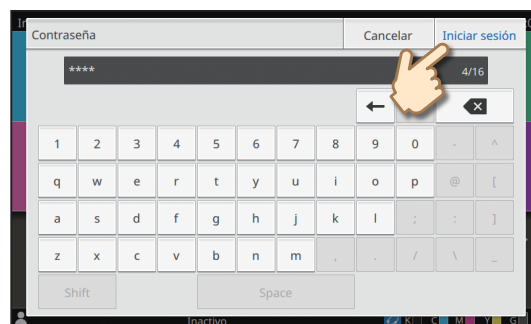 In
Contraseña Cancelar Iniciar sesión
**** 4/16
1 2 3 4 5 6 7 8 9 0 - ^
q w e r t y u i o p @ [
a s d f g h j k l ; : ]
z x c v b n m , . / \ _
Shift Space
Inactivo K C M Y G